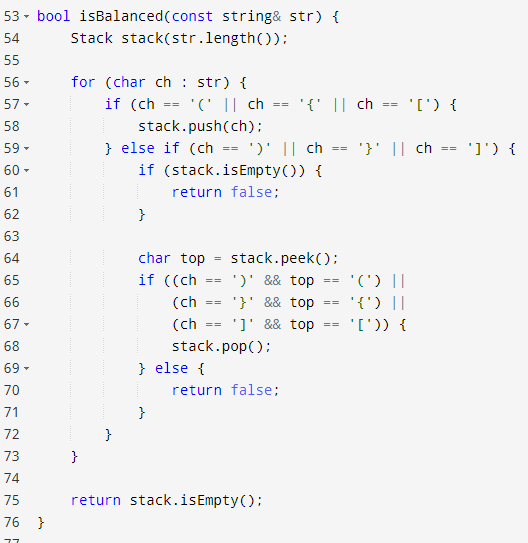 53 bool isBalanced(const string& str) {
54     Stack stack(str.length());
55
56     for (char ch : str) {
57         if (ch == '(' || ch == '{' || ch == '[') {
58             stack.push(ch);
59         } else if (ch == ')' || ch == '}' || ch == ']') {
60             if (stack.isEmpty()) {
61                 return false;
62             }
63
64             char top = stack.peek();
65             if ((ch == ')' && top == '(') ||
66                 (ch == '}' && top == '{') ||
67                 (ch == ']' && top == '[')) {
68                 stack.pop();
69             } else {
70                 return false;
71             }
72         }
73     }
74
75     return stack.isEmpty();
76 }
77